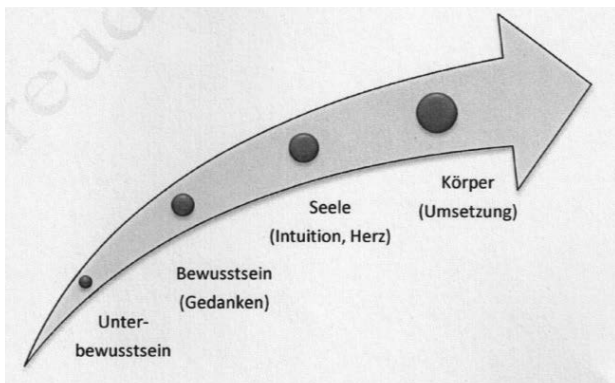 Körper
(Umsetzung)
Seele
(Intuition, Herz)
Bewusstsein
(Gedanken)
Unter-
bewusstsein